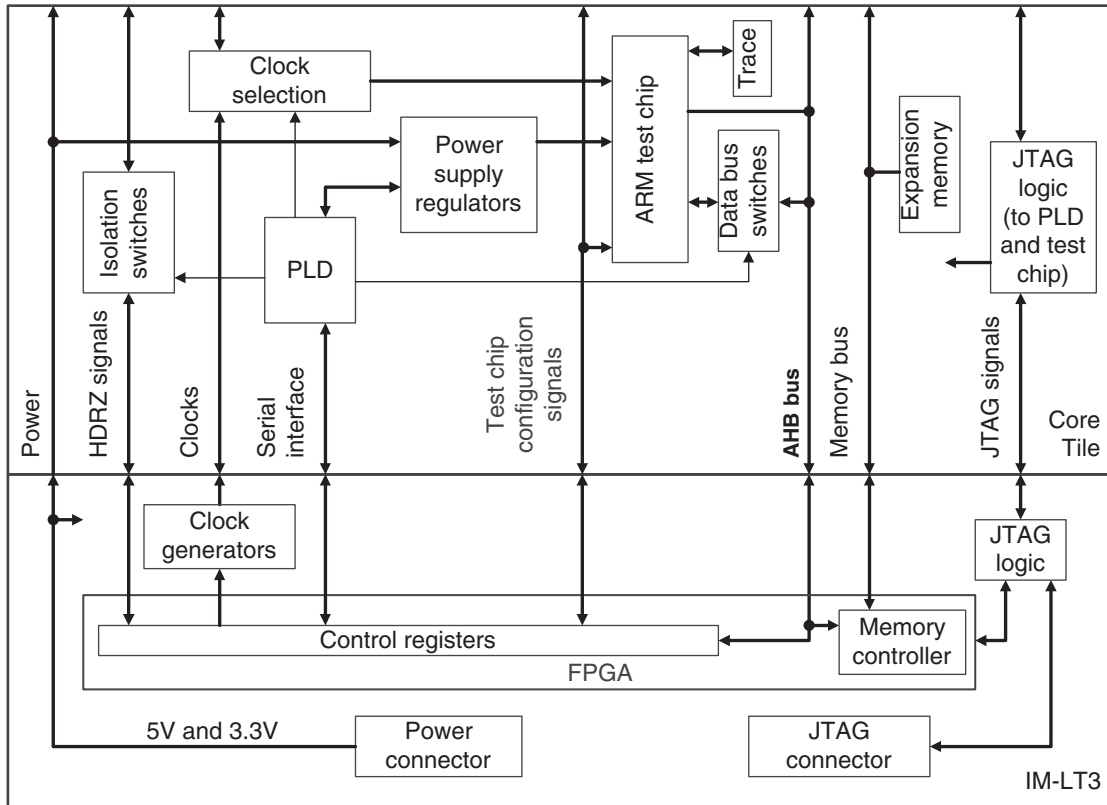 Clock
selection
Trace
ARM test chip
Power
supply
regulators
Data bus
switches
Expansion
memory
JTAG
logic
(to PLD
and test
chip)
Isolation
switches
PLD
Power
HDRZ signals
Clocks
Serial
interface
Test chip
configuration
signals
AHB bus
Memory bus
JTAG signals
Core
Tile
Clock
generators
JTAG
logic
Control registers
Memory
controller
FPGA
5V and 3.3V
Power
connector
JTAG
connector
IM-LT3